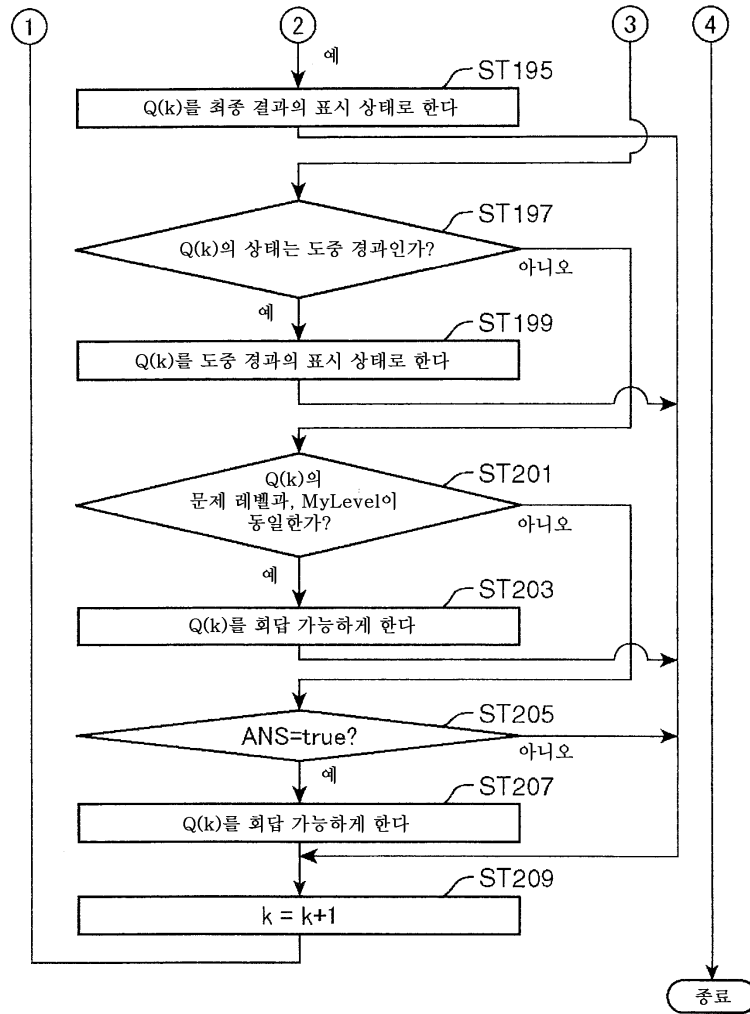 1
2
3
4
예
ST195
Q(k)를 최종 결과의 표시 상태로 한다
ST197
Q(k)의 상태는 도중 경과인가?
아니오
예
ST199
Q(k)를 도중 경과의 표시 상태로 한다
ST201
Q(k)의
문제 레벨과, MyLevel이
동일한가?
아니오
예
ST203
Q(k)를 회답 가능하게 한다
ST205
ANS=true?
아니오
예
ST207
Q(k)를 회답 가능하게 한다
ST209
k = k+1
종료